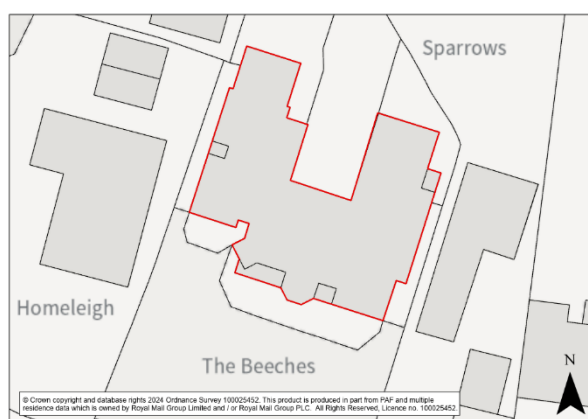 Sparrows
Homeleigh
The Beeches
N
© Crown copyright and database rights 2024 Ordnance Survey 100025452. This product is produced in part from PAF and multiple
residence data which is owned by Royal Mail Group Limited and / or Royal Mail Group PLC. All Rights Reserved, Licence no. 100025452.